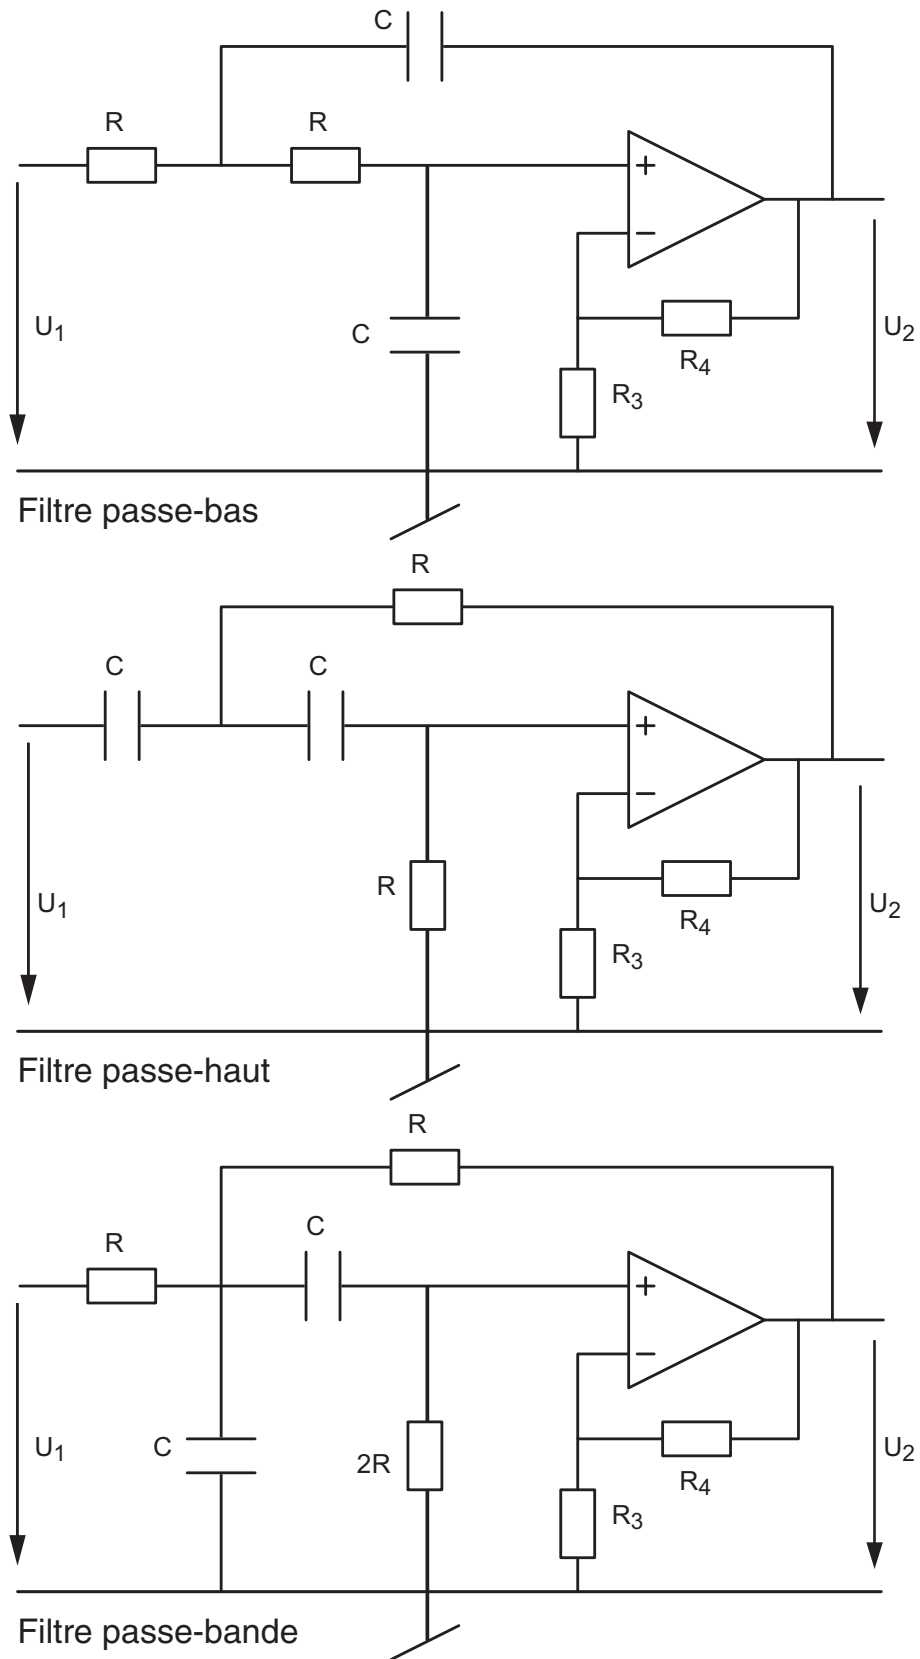 C
R R
+
−
U1 C R4 U2
R3
Filtre passe-bas
R
C C
+
−
R R4
U1 U2
R3
Filtre passe-haut
R
C
R
+
−
U1 C 2R R4 U2
R3
Filtre passe-bande